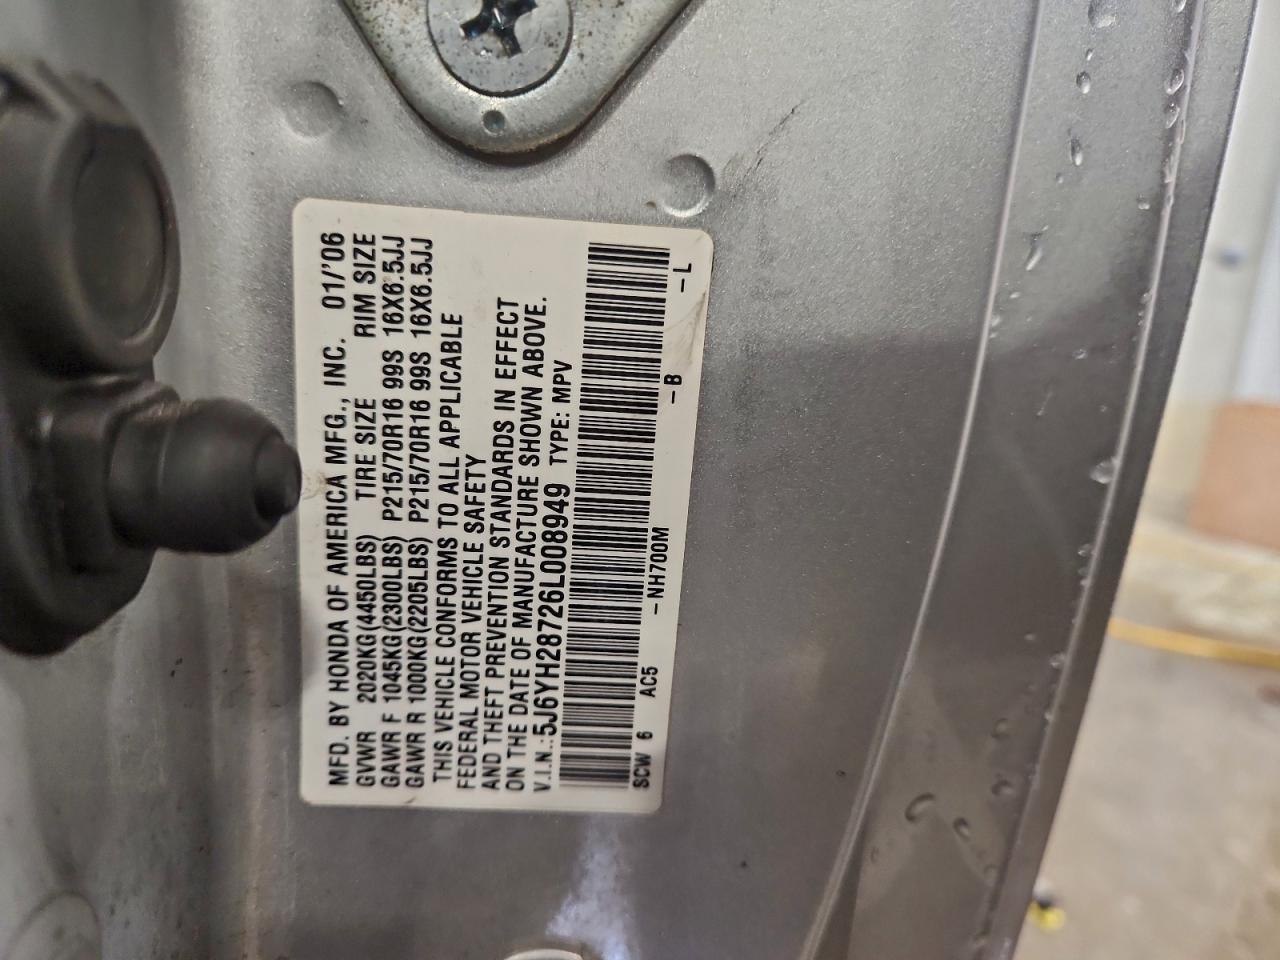 MFD. BY HONDA OF AMERICA MFG., INC. 01/'06
GVWR 2020KG(4450LBS) TIRE SIZE RIM SIZE
GAWR F 1045KG(2300LBS) P215/70R16 99S 16X6.5JJ
GAWR R 1000KG(2205LBS) P215/70R16 99S 16X6.5JJ
THIS VEHICLE CONFORMS TO ALL APPLICABLE
FEDERAL MOTOR VEHICLE SAFETY
AND THEFT PREVENTION STANDARDS IN EFFECT
ON THE DATE OF MANUFACTURE SHOWN ABOVE.
V.I.N.:5J6YH28726L008949 TYPE: MPV
SCW 6 AC5 -NH700M -B -L